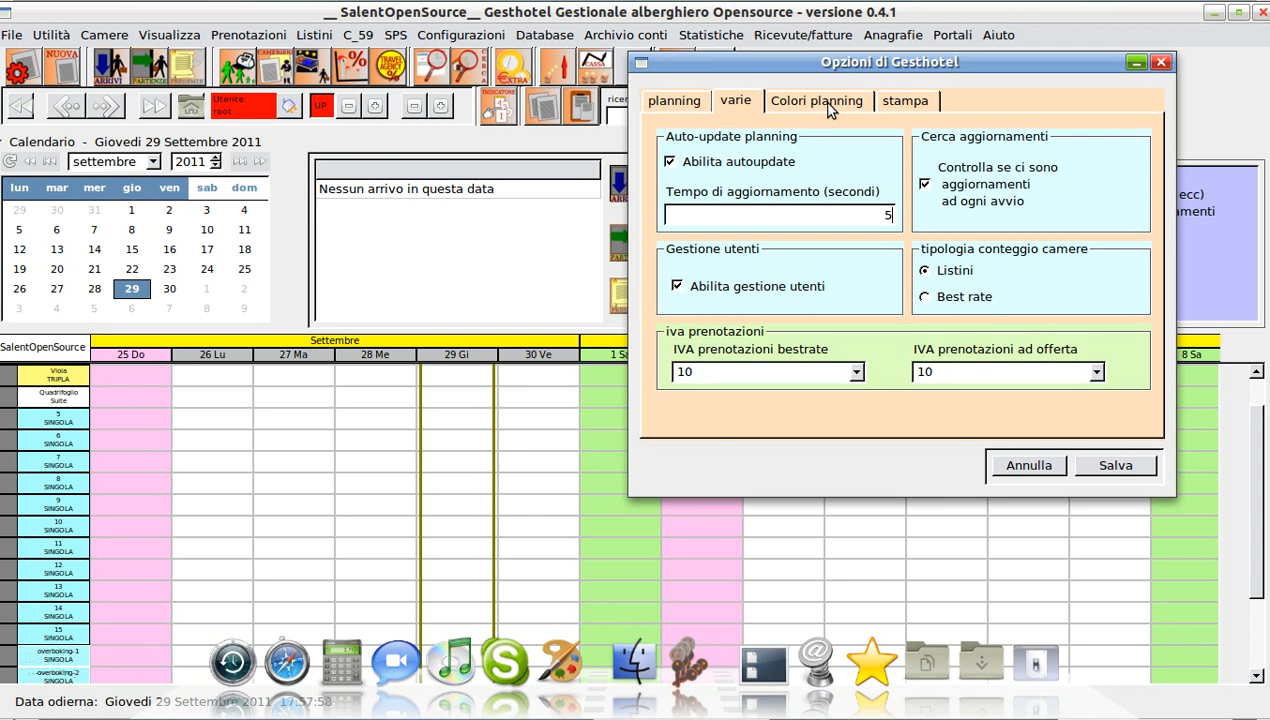 __ SalentOpenSource__ Gesthotel Gestionale alberghiero Opensource - versione 0.4.1
File Utilità Camere Visualizza Prenotazioni Listini C_59 SPS Configurazioni Database Archivio conti Statistiche Ricevute/fatture Anagrafie Portali Aiuto
NUOVA ARRIVI PARTENZE PRESENZE CAMERIERI TRAVEL AGENCY CERCA EXTRA CASSA
Utente: root UP INDICATORE
Calendario - Giovedi 29 Settembre 2011
settembre 2011
lun mar mer gio ven sab dom
29 30 31 1 2 3 4
5 6 7 8 9 10 11
12 13 14 15 16 17 18
19 20 21 22 23 24 25
26 27 28 29 30 1 2
3 4 5 6 7 8 9
Nessun arrivo in questa data
ecc)
Opzioni di Gesthotel
planning varie Colori planning stampa
Auto-update planning
Abilita autoupdate
Tempo di aggiornamento (secondi)
5
Cerca aggiornamenti
Controlla se ci sono
aggiornamenti
ad ogni avvio
Gestione utenti
Abilita gestione utenti
tipologia conteggio camere
Listini
Best rate
iva prenotazioni
IVA prenotazioni bestrate
10
IVA prenotazioni ad offerta
10
Annulla Salva
SalentOpenSource
Settembre
25 Do 26 Lu 27 Ma 28 Me 29 Gi 30 Ve 8 Sa
Viola
TRIPLA
Quadrifoglio
Suite
5
SINGOLA
6
SINGOLA
7
SINGOLA
8
SINGOLA
9
SINGOLA
10
SINGOLA
11
SINGOLA
12
SINGOLA
13
SINGOLA
14
SINGOLA
15
SINGOLA
overboking-1
SINGOLA
overboking-2
SINGOLA
Data odierna: Giovedi 29 Settembre 2011 17:57:58